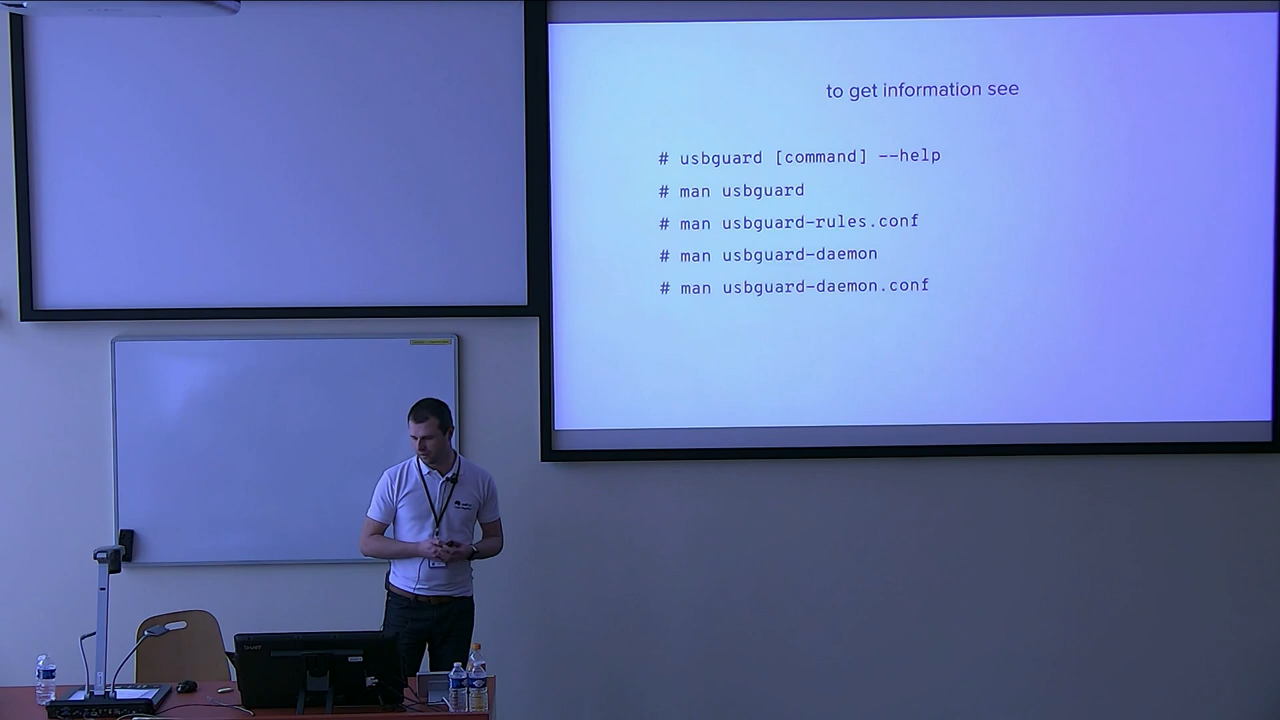 to get information see
# usbguard [command] --help
# man usbguard
# man usbguard-rules.conf
# man usbguard-daemon
# man usbguard-daemon.conf
SMART